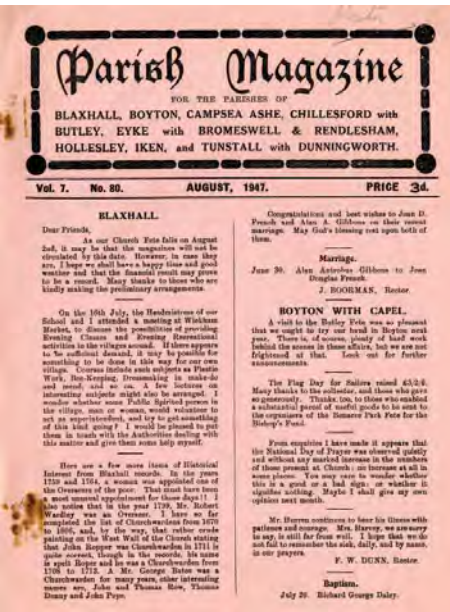 Parish Magazine
FOR THE PARISHES OF
BLAXHALL, BOYTON, CAMPSEA ASHE, CHILLESFORD with
BUTLEY, EYKE with BROMESWELL & RENDLESHAM,
HOLLESLEY, IKEN, and TUNSTALL with DUNNINGWORTH.
Vol. 7. No. 80. AUGUST, 1947. PRICE 3d.
BLAXHALL.
Dear Friends,
As our Church Fete falls on August
2nd, it may be that the magazines will not be
circulated by this date. However, in case they
are, I hope we shall have a happy time and good
weather and that the financial result may prove
to be a record. Many thanks to those who are
kindly making the preliminary arrangements.
On the 16th July, the Headmistress of our
School and I attended a meeting at Wickham
Market, to discuss the possibilities of providing
Evening Classes and Evening Recreational
activities in the villages around. If there appears
to be sufficient demand, it may be possible for
something to be done in this way for our own
village. Courses include such subjects as Plastic
Work, Bee-Keeping, Dressmaking in make-do
and mend, and so on. A few lectures on
interesting subjects might also be arranged. I
wonder whether some Public Spirited person in
the village, man or woman, would volunteer to
act as superintendent, and try to get something
of this kind going? I would be pleased to put
them in touch with the Authorities dealing with
this matter and give them some help myself.
Here are a few more items of Historical
Interest from Blaxhall records. In the years
1759 and 1764, a woman was appointed one of
the Overseers of the poor. That must have been
a most unusual appointment for those days!! I
also notice that in the year 1799, Mr. Robert
Wardley was an Overseer. I have so far
completed the list of Churchwardens from 1670
to 1806, and, by the way, that rather crude
painting on the West Wall of the Church stating
that John Ropper was Churchwarden in 1711 is
quite correct, though in the records, his name
is spelt Roper and he was a Churchwarden from
1708 to 1712. A Mr. George Bates was a
Churchwarden for many years, other interesting
names are, John and Thomas Row, Thomas
Denny and John Pope.
Congratulations and best wishes to Joan D.
French and Alan A. Gibbons on their recent
marriage. May God's blessing rest upon both of
them.
Marriage.
June 30. Alan Antrobus Gibbons to Joan
Douglas French.
J. BOORMAN, Rector.
BOYTON WITH CAPEL.
A visit to the Butley Fete was so pleasant
that we ought to try our hand in Boyton next
year. There is, of course, plenty of hard work
behind the scenes in these affairs, but we are not
frightened at that. Look out for further
announcements.
The Flag Day for Sailors raised £3/2/6.
Many thanks to the collector, and those who gave
so generously. Thanks, too, to those who enabled
a substantial parcel of useful goods to be sent to
the organisers of the Benacre Park Fete for the
Bishop's Fund.
From enquiries I have made it appears that
the National Day of Prayer was observed quietly
and without any marked increase in the numbers
of those present at Church: no increase at all in
some places. You may care to wonder whether
this is a good or a bad sign: or whether it
signifies nothing. Maybe I shall give my own
opinion next month.
Mr. continues to bear his illness with
patience and courage. Mrs. Harvey, we are sorry
to say, is still far from well. I hope that we do
not fail to remember the sick, daily, and by name,
in our prayers.
F. W. DUNN, Rector.
Baptism.
July 20. Richard George Daley.